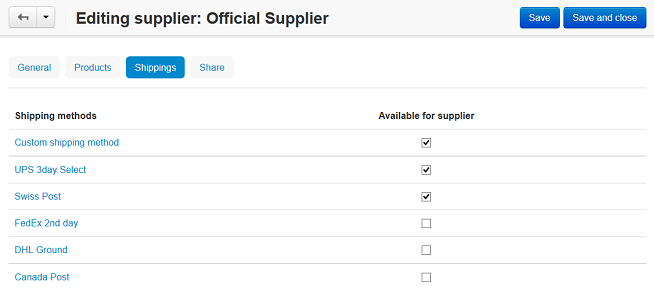 Editing supplier: Official Supplier
Save
Save and close
General
Products
Shippings
Share
Shipping methods
Available for supplier
Custom shipping method
UPS 3day Select
Swiss Post
FedEx 2nd day
DHL Ground
Canada Post